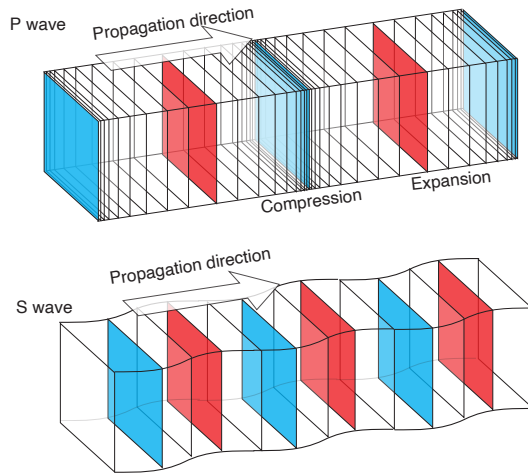 P wave
Propagation direction
Compression
Expansion
Propagation direction
S wave